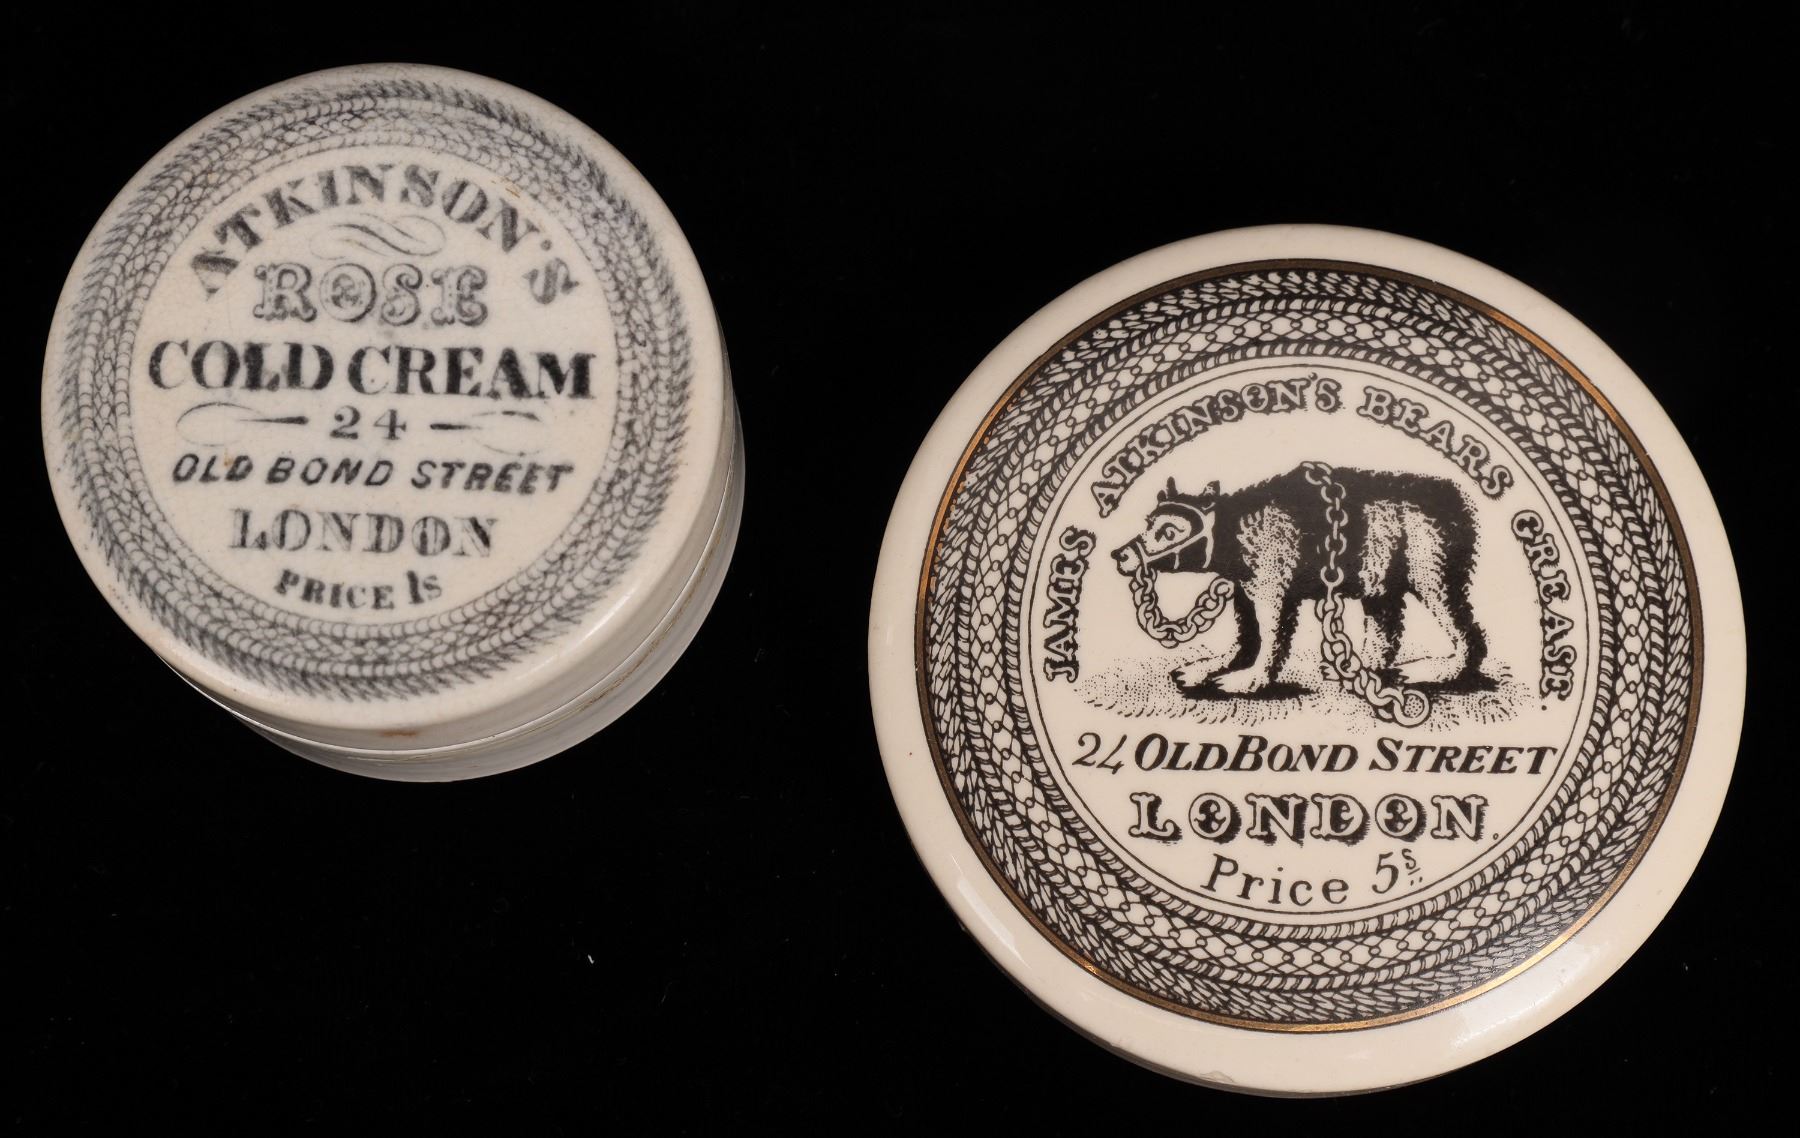 ATKINSON'S
ROSE
COLD CREAM
24
OLD BOND STREET
LONDON
PRICE 1s
JAMES ATKINSON'S BEARS GREASE.
24 OLD BOND STREET
LONDON.
Price 5s